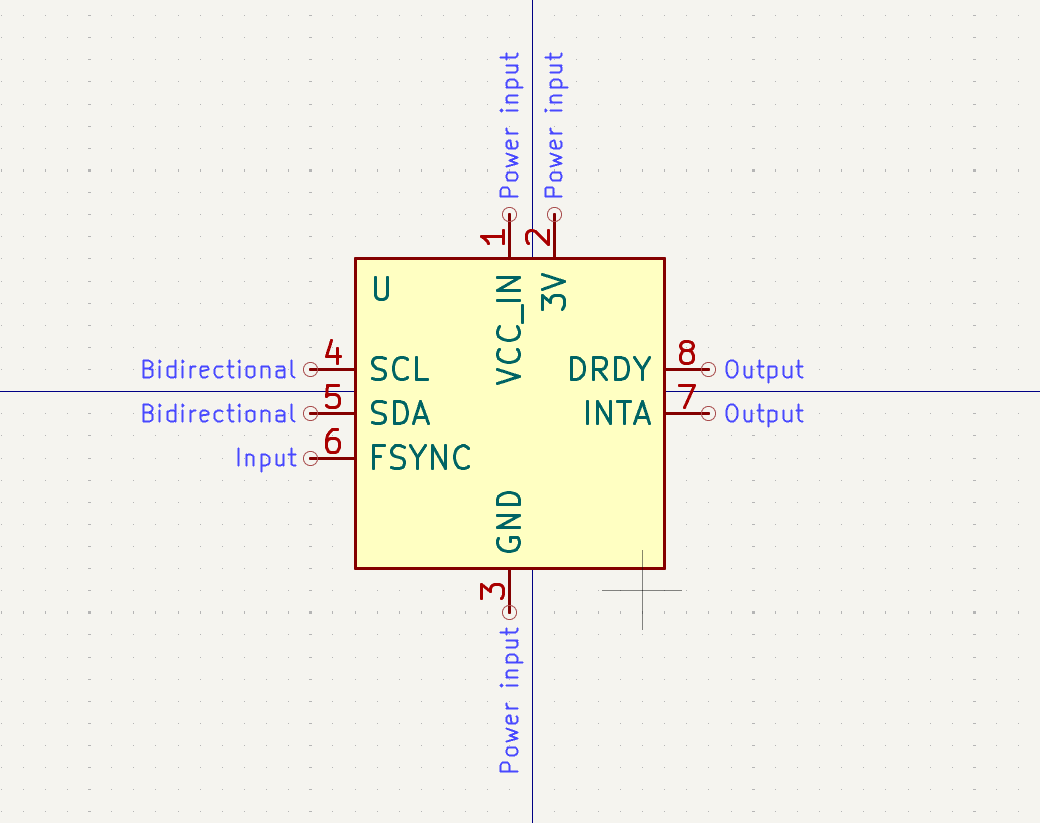 Power input
Power input
1
2
U
VCC_IN
3V
4
SCL
DRDY
8
Bidirectional
Output
5
SDA
INTA
7
Bidirectional
Output
6
FSYNC
Input
GND
3
Power input